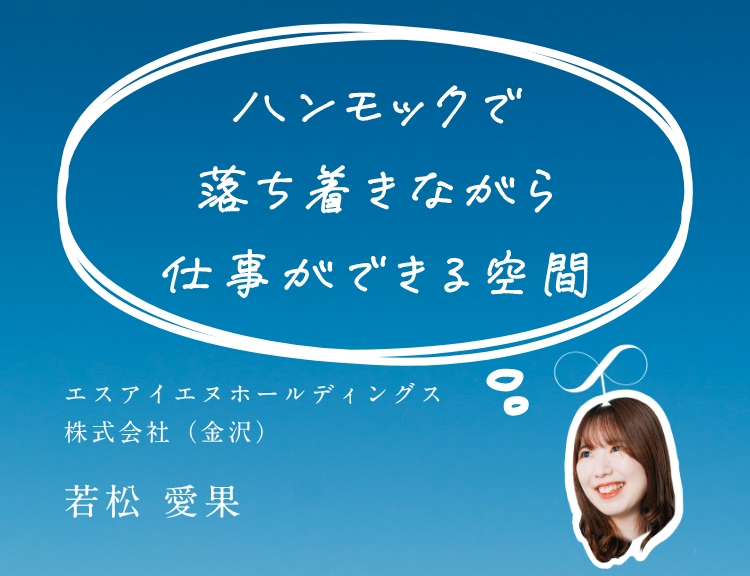 ハンモックで
落ち着きながら
仕事ができる空間
エスアイエヌホールディングス
株式会社（金沢）
若松 愛果